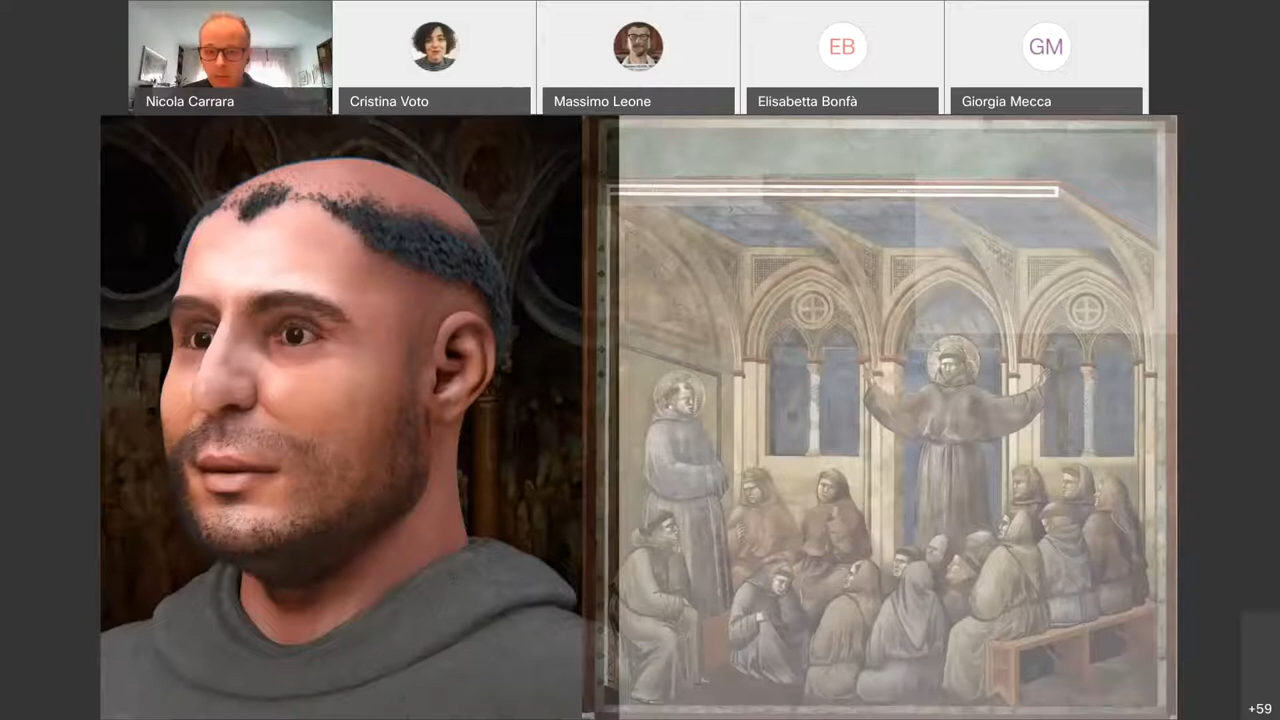 Nicola Carrara
Cristina Voto
Massimo Leone
EB
Elisabetta Bonfà
GM
Giorgia Mecca
+59